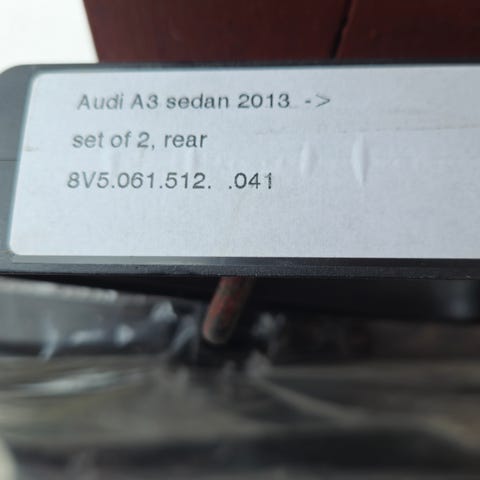 Audi A3 sedan 2013 ->
set of 2, rear
8V5.061.512. .041